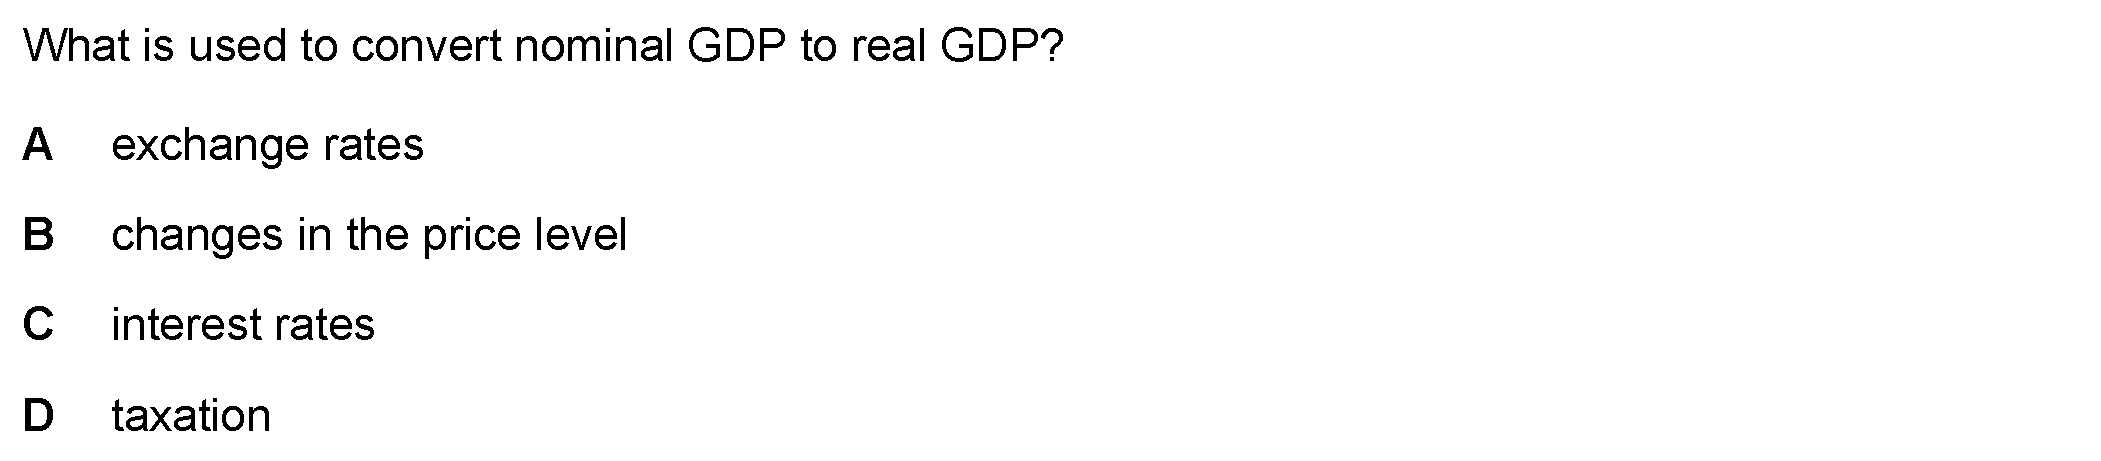 What is used to convert nominal GDP to real GDP?
A exchange rates
B changes in the price level
C interest rates
D taxation